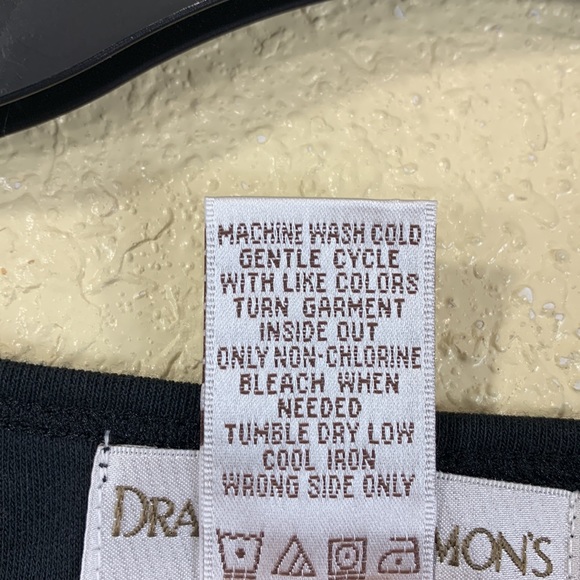 MACHINE WASH COLD
GENTLE CYCLE
WITH LIKE COLORS
TURN GARMENT
INSIDE OUT
ONLY NON-CHLORINE
BLEACH WHEN
NEEDED
TUMBLE DRY LOW
COOL IRON
WRONG SIDE ONLY
DRA MON'S